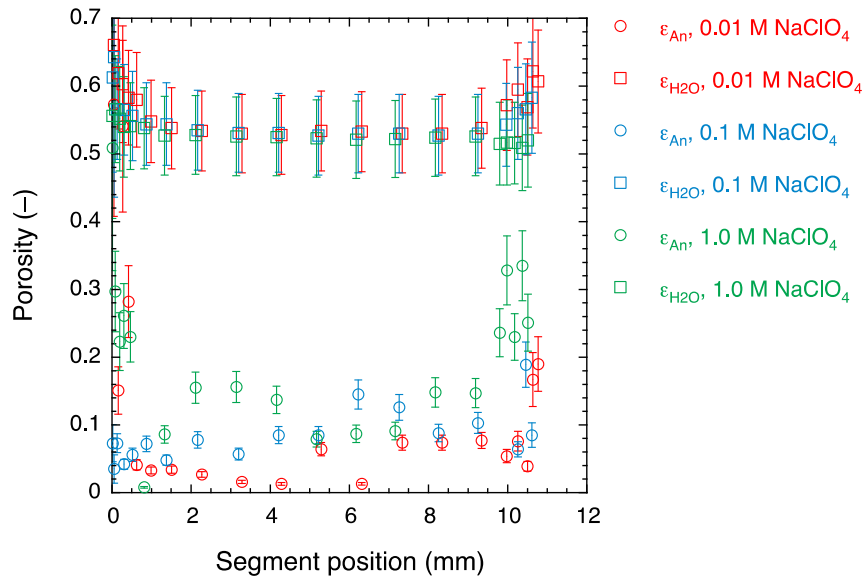 0.7
0.6
0.5
0.4
0.3
0.2
0.1
0
Porosity (–)
0 2 4 6 8 10 12
Segment position (mm)
εAn, 0.01 M NaClO4
εH2O, 0.01 M NaClO4
εAn, 0.1 M NaClO4
εH2O, 0.1 M NaClO4
εAn, 1.0 M NaClO4
εH2O, 1.0 M NaClO4